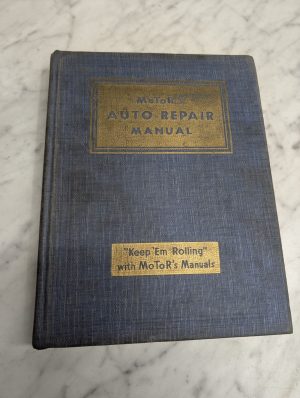 MoToR's
AUTO REPAIR
MANUAL
"Keep 'Em Rolling"
with MoToR's Manuals